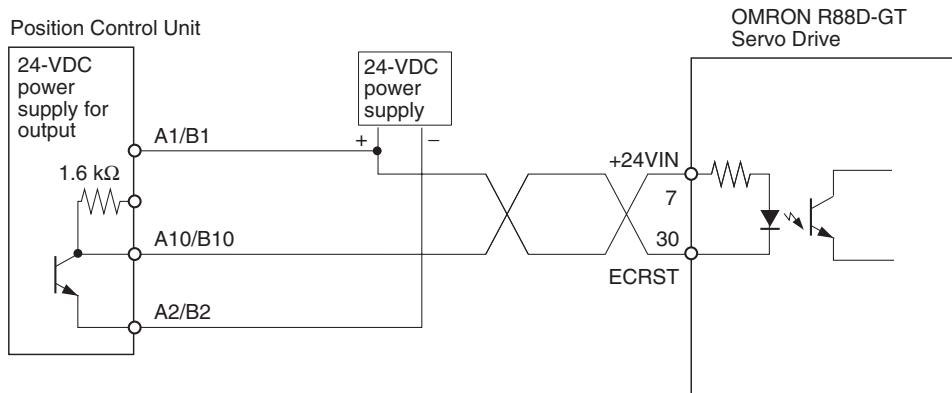 Position Control Unit
OMRON R88D-GT
Servo Drive
24-VDC
power
supply for
output
24-VDC
power
supply
A1/B1
+
−
+24VIN
1.6 kΩ
7
A10/B10
30
ECRST
A2/B2